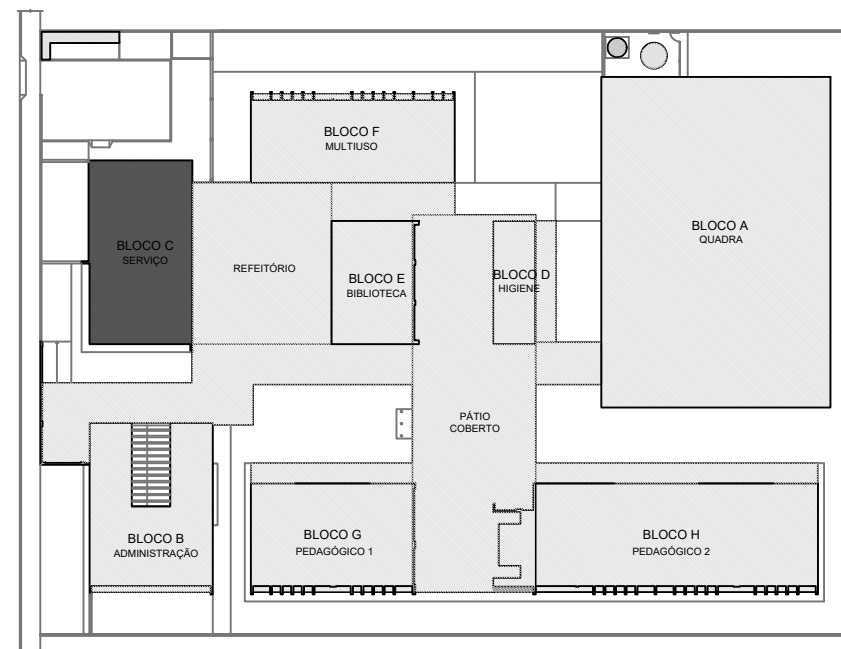 BLOCO F
MULTIUSO
BLOCO A
QUADRA
BLOCO C
SERVIÇO
REFEITÓRIO
BLOCO E
BIBLIOTECA
BLOCO D
HIGIENE
PÁTIO
COBERTO
BLOCO B
ADMINISTRAÇÃO
BLOCO G
PEDAGÓGICO 1
BLOCO H
PEDAGÓGICO 2